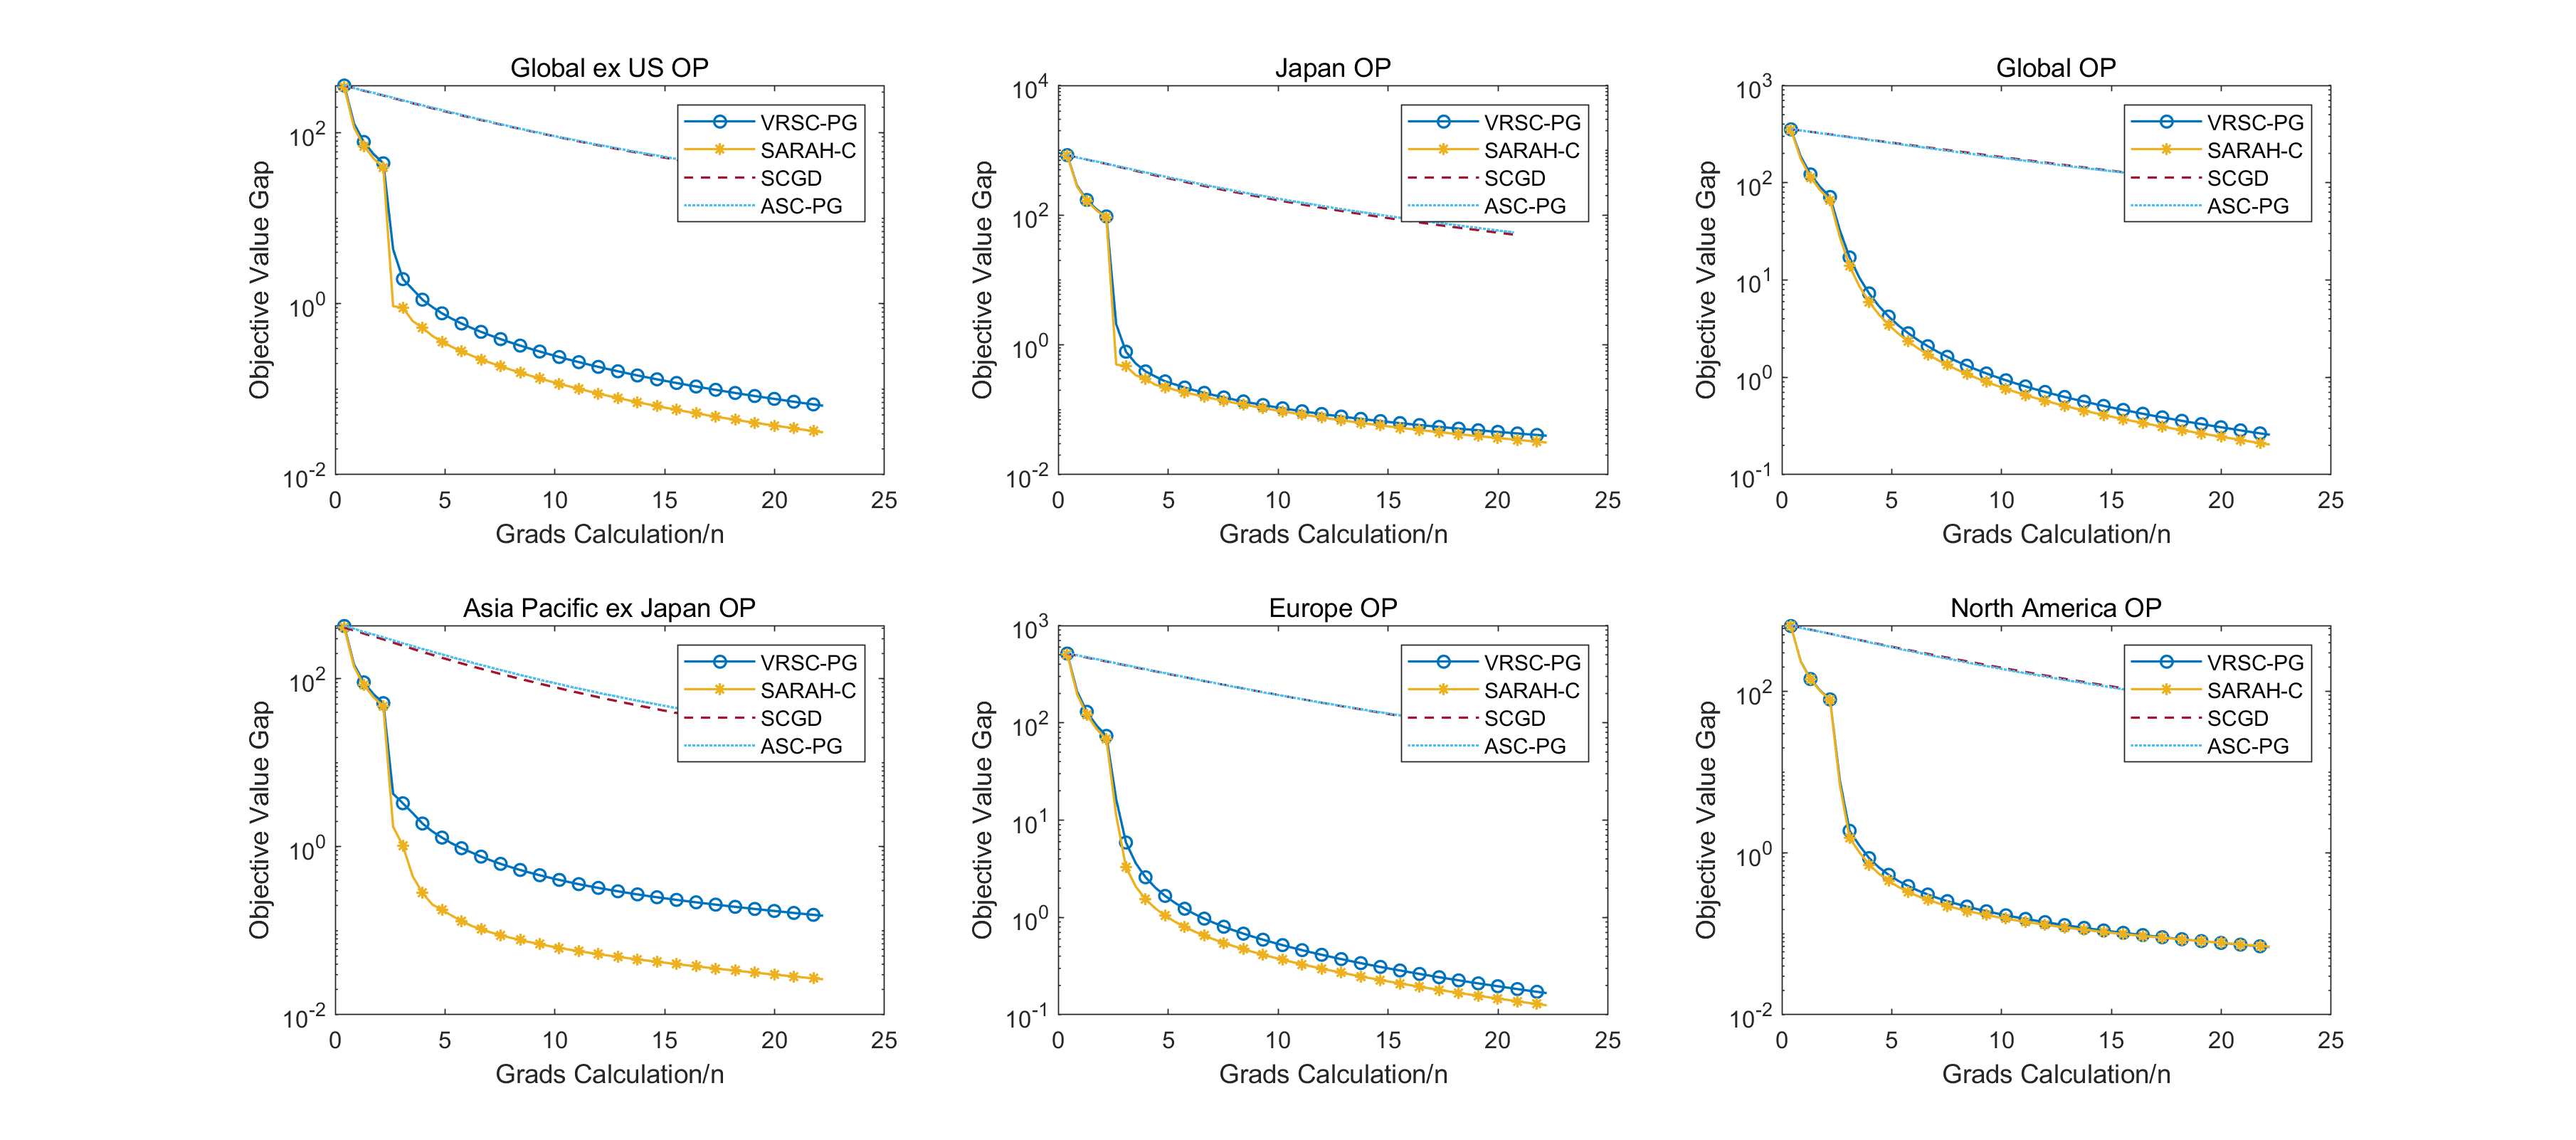 Global ex US OP
Objective Value Gap
10^2
10^0
10^-2
0 5 10 15 20 25
Grads Calculation/n
VRSC-PG
SARAH-C
SCGD
ASC-PG
Japan OP
Objective Value Gap
10^4
10^2
10^0
10^-2
0 5 10 15 20 25
Grads Calculation/n
VRSC-PG
SARAH-C
SCGD
ASC-PG
Global OP
Objective Value Gap
10^3
10^2
10^1
10^0
10^-1
0 5 10 15 20 25
Grads Calculation/n
VRSC-PG
SARAH-C
SCGD
ASC-PG
Asia Pacific ex Japan OP
Objective Value Gap
10^2
10^0
10^-2
0 5 10 15 20 25
Grads Calculation/n
VRSC-PG
SARAH-C
SCGD
ASC-PG
Europe OP
Objective Value Gap
10^3
10^2
10^1
10^0
10^-1
0 5 10 15 20 25
Grads Calculation/n
VRSC-PG
SARAH-C
SCGD
ASC-PG
North America OP
Objective Value Gap
10^2
10^0
10^-2
0 5 10 15 20 25
Grads Calculation/n
VRSC-PG
SARAH-C
SCGD
ASC-PG